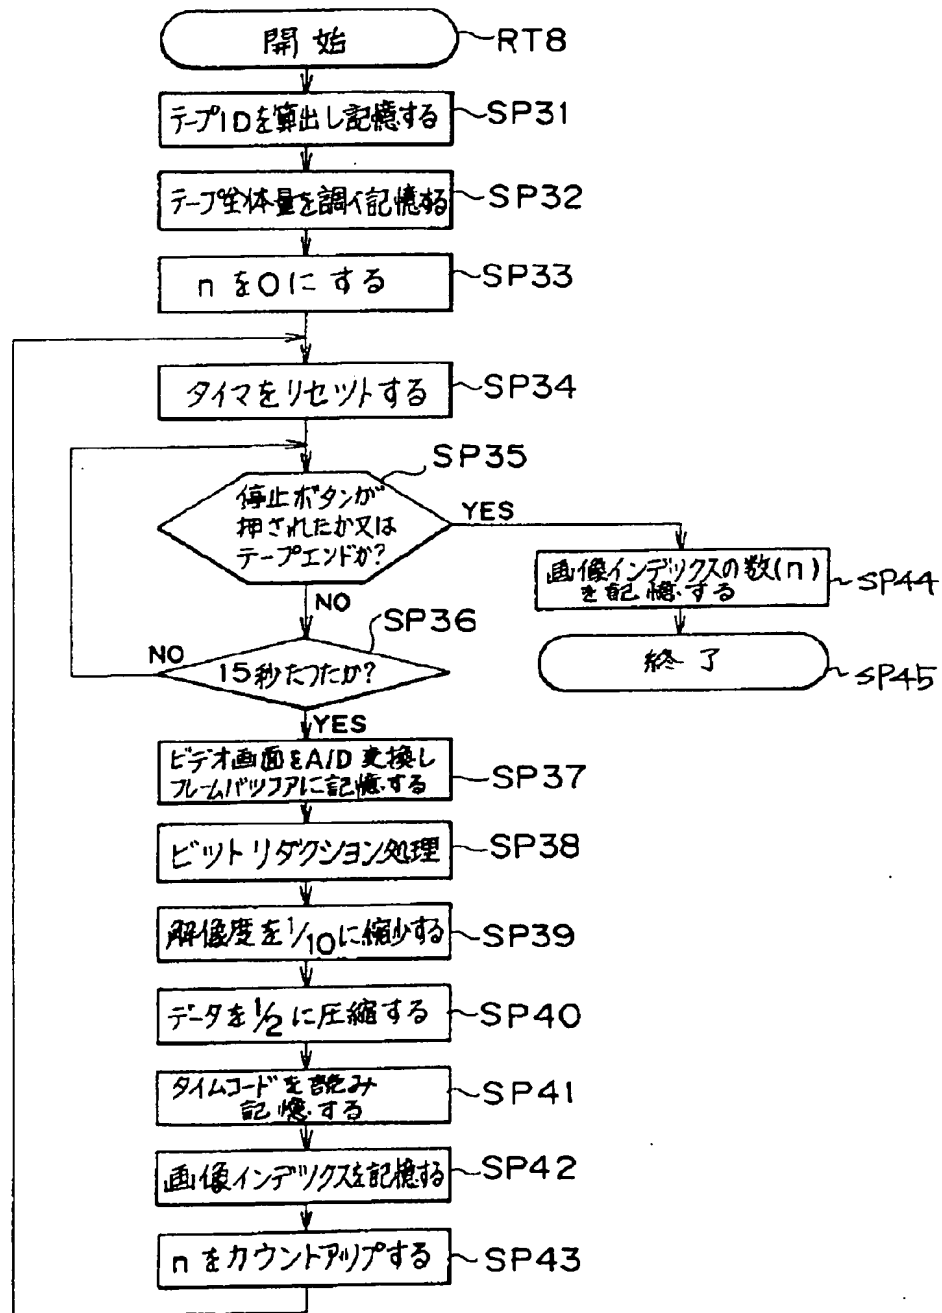 開始
RT8
テープIDを算出し記憶する
SP31
テープ全体量を調べ記憶する
SP32
nを0にする
SP33
タイマをリセットする
SP34
SP35
停止ボタンが
押されたか又は
テープエンドか?
YES
NO
画像インデックスの数(n)
を記憶する
SP44
終了
SP45
SP36
NO
15秒たつたか?
YES
ビデオ画面をA/D変換し
フレームバツフアに記憶する
SP37
ビットリダクション処理
SP38
解像度を1/10に縮少する
SP39
データを1/2に圧縮する
SP40
タイムコードを読み
記憶する
SP41
画像インデツクスを記憶する
SP42
nをカウントアップする
SP43